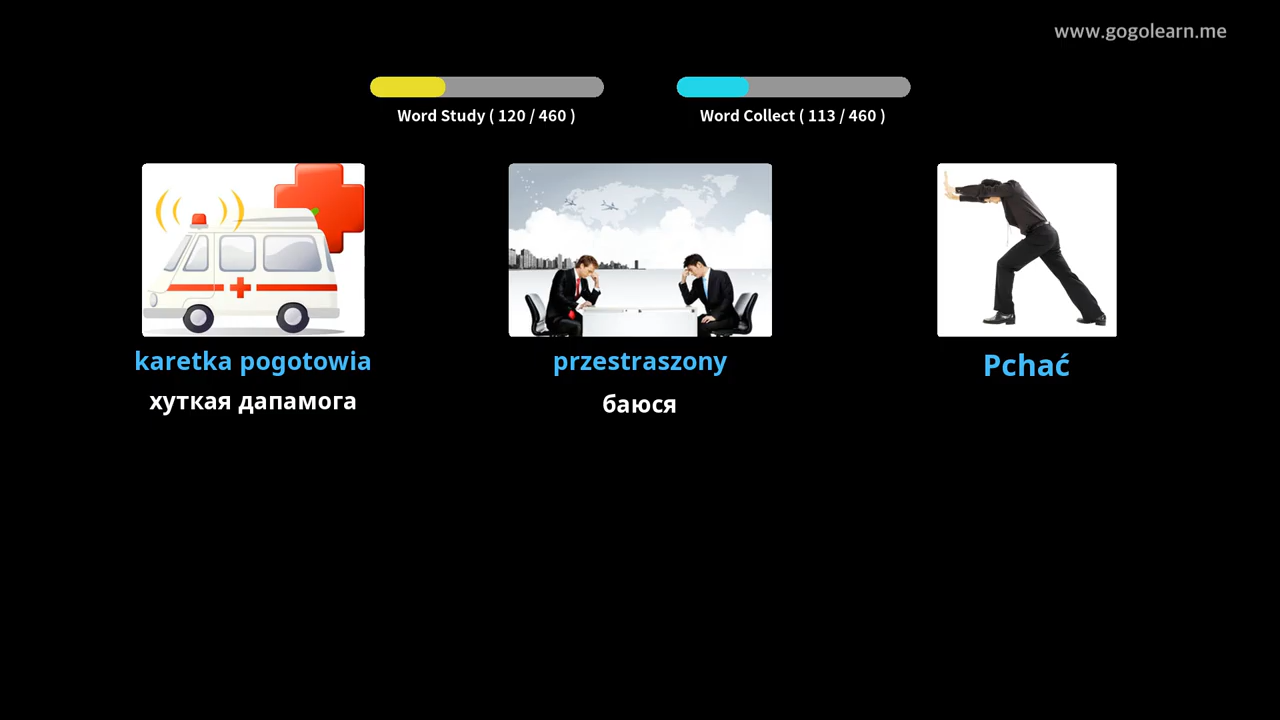 www.gogolearn.me
Word Study ( 120 / 460 )
Word Collect ( 113 / 460 )
karetka pogotowia
хуткая дапамога
przestraszony
баюся
Pchać